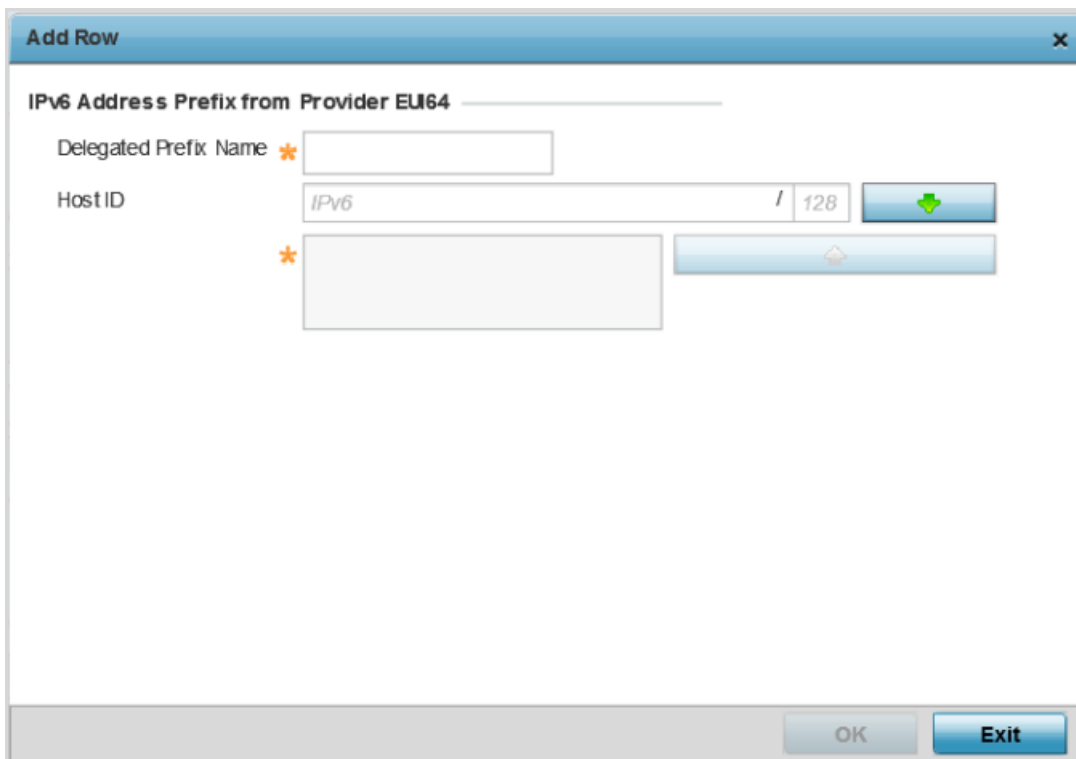 Add Row
IPv6 Address Prefix from Provider EUI64
Delegated Prefix Name *
Host ID IPv6 / 128
*
OK Exit